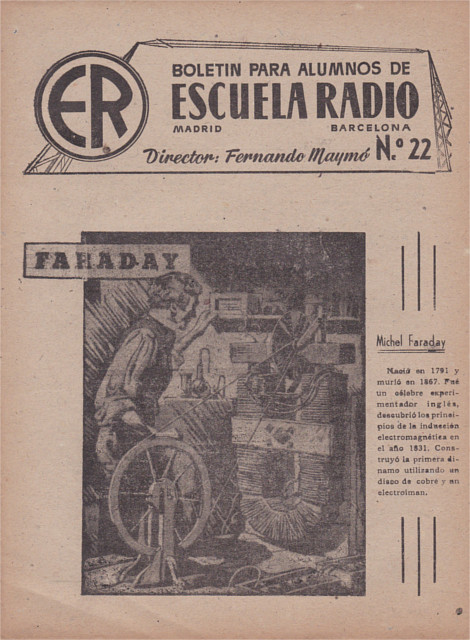 ER
BOLETIN PARA ALUMNOS DE
ESCUELA RADIO
MADRID BARCELONA
Director: Fernando Maymó N.º 22
FARADAY
Michel Faraday
Nació en 1791 y
murió en 1867. Fué
un célebre experi-
mentador inglés,
descubrió los princi-
pios de la inducción
electromagnética en
el año 1831. Cons-
truyó la primera di-
namo utilizando un
disco de cobre y un
electroiman.